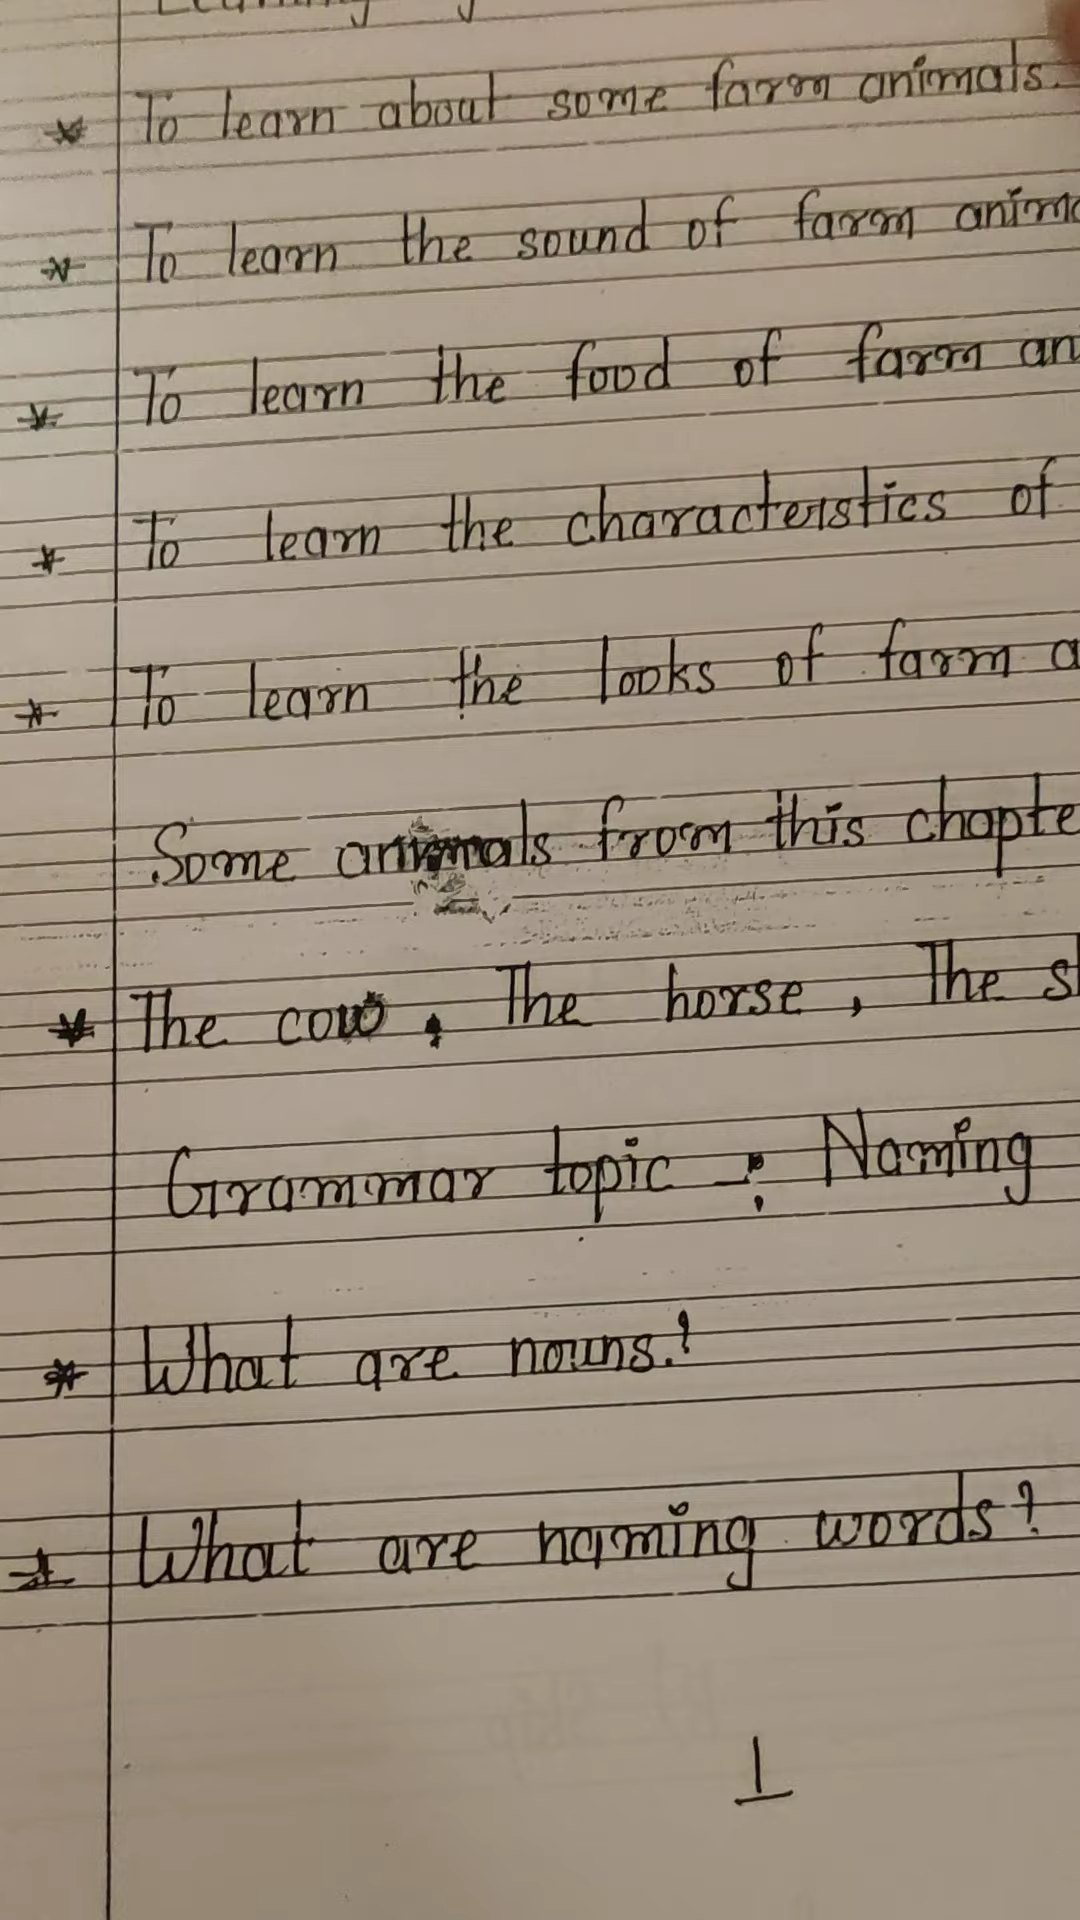 * To learn about some farm animals.
* To learn the sound of farm
* To learn the food of farm
* To learn the characteristics of
* To learn the looks of farm
Some animals from this
* The cow, The horse, The
Grammar topic : Naming
* What are nouns?
* What are naming words?
1